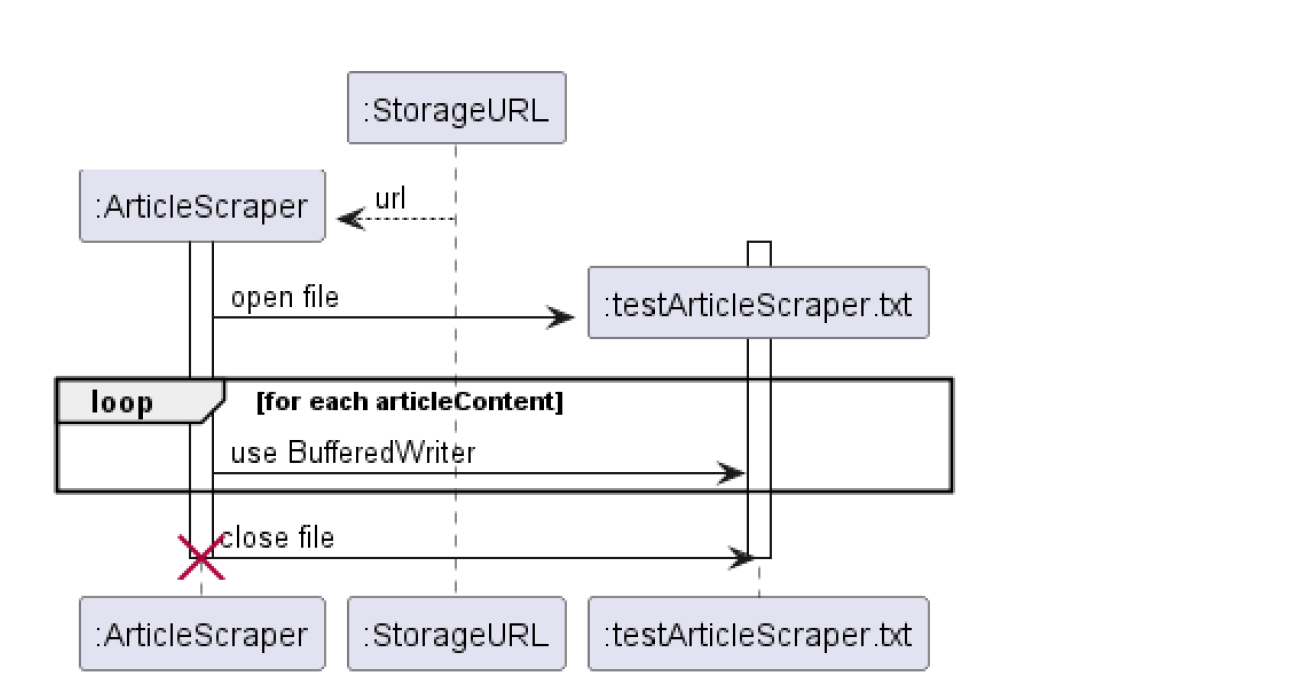 :StorageURL
:ArticleScraper
url
open file
:testArticleScraper.txt
loop
[for each articleContent]
use BufferedWriter
close file
:ArticleScraper
:StorageURL
:testArticleScraper.txt